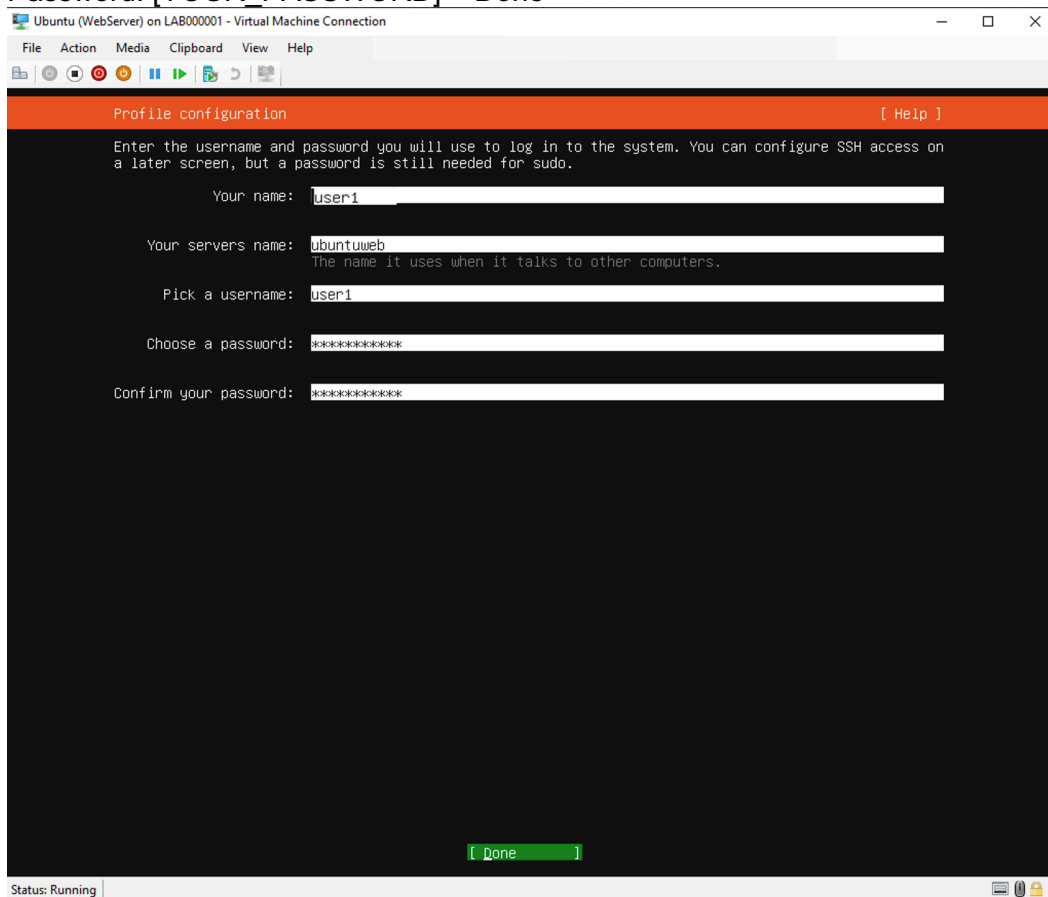 Password: [YOUR_PASSWORD] – Done
Ubuntu (WebServer) on LAB000001 - Virtual Machine Connection
File Action Media Clipboard View Help
Profile configuration [ Help ]
Enter the username and password you will use to log in to the system. You can configure SSH access on
a later screen, but a password is still needed for sudo.
Your name: user1
Your servers name: ubuntuweb
The name it uses when it talks to other computers.
Pick a username: user1
Choose a password: ***********
Confirm your password: ***********
[ Done ]
Status: Running